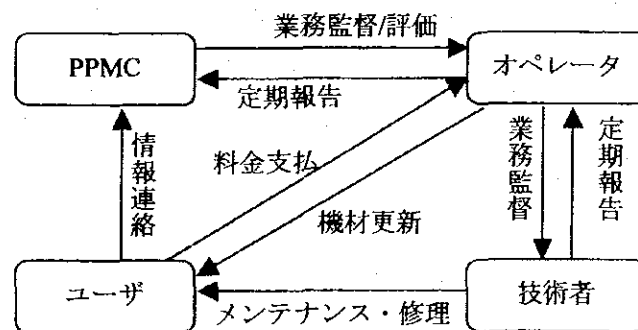 業務監督/評価
PPMC
オペレータ
定期報告
情報連絡
料金支払
機材更新
業務監督
定期報告
ユーザ
メンテナンス・修理
技術者